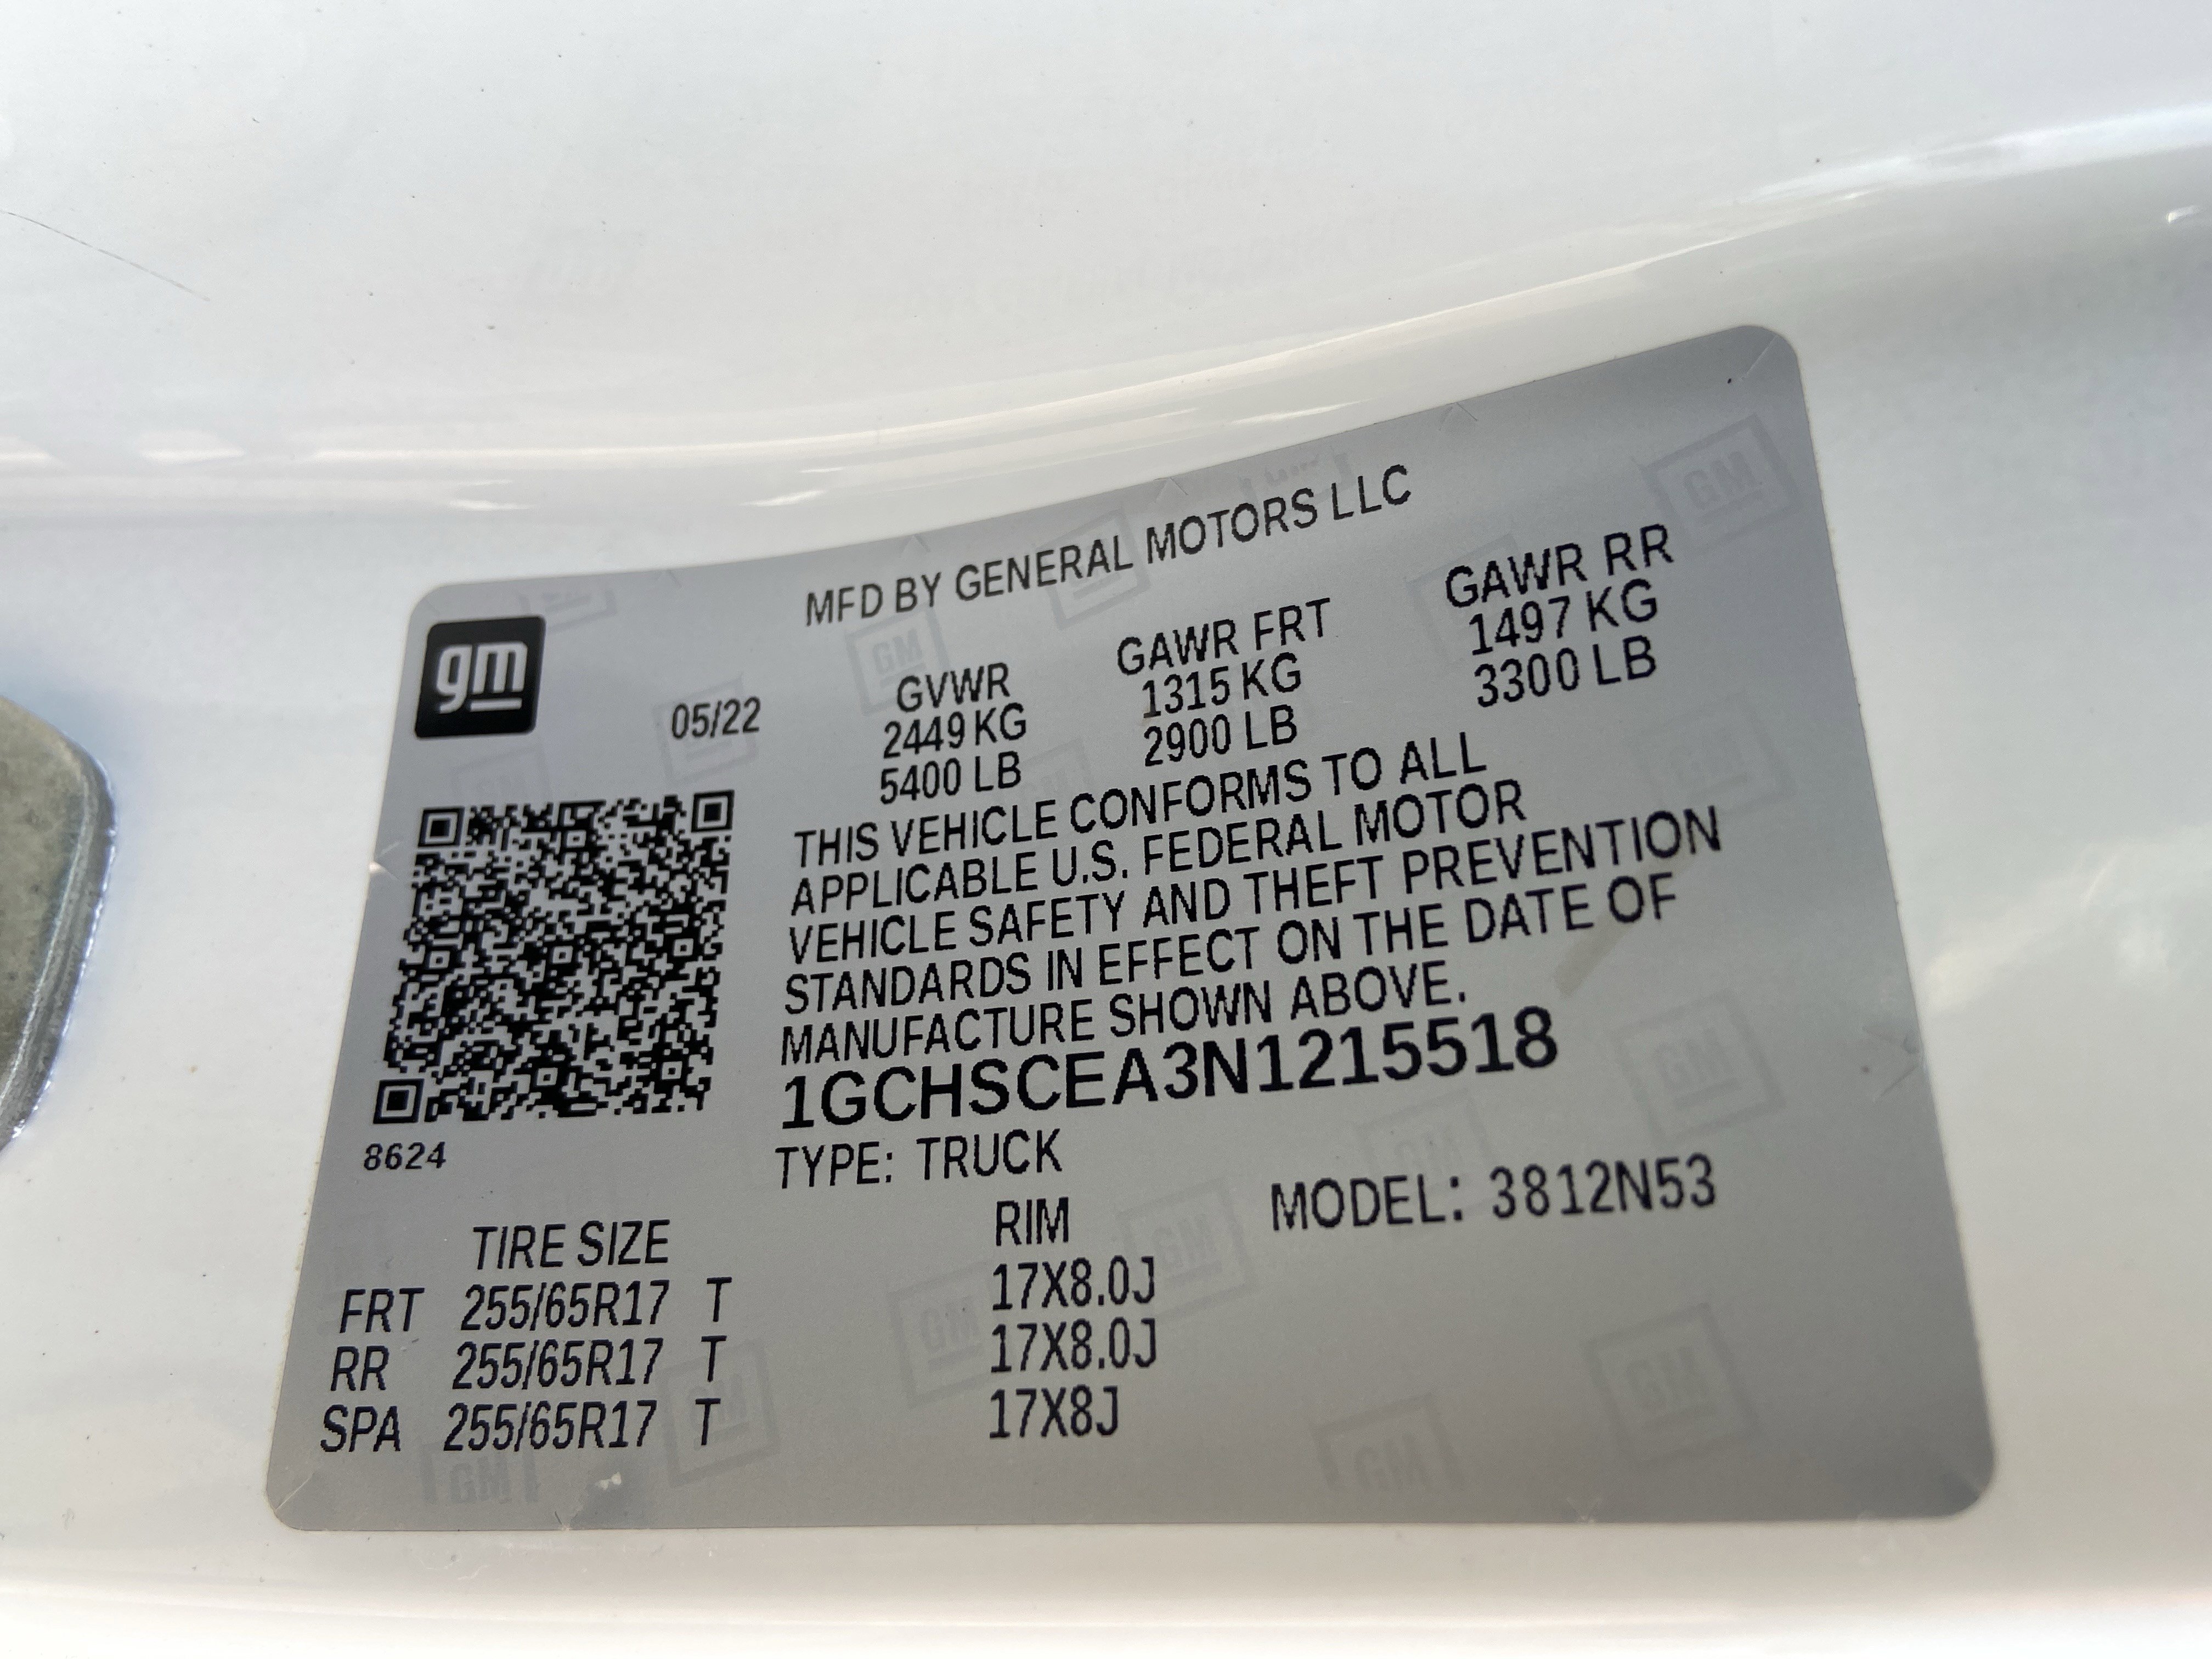 MFD BY GENERAL MOTORS LLC
gm
05/22
GVWR GAWR FRT GAWR RR
2449 KG 1315 KG 1497 KG
5400 LB 2900 LB 3300 LB
THIS VEHICLE CONFORMS TO ALL
APPLICABLE U.S. FEDERAL MOTOR
VEHICLE SAFETY AND THEFT PREVENTION
STANDARDS IN EFFECT ON THE DATE OF
MANUFACTURE SHOWN ABOVE.
1GCHSCEA3N1215518
8624
TYPE: TRUCK
MODEL: 3812N53
TIRE SIZE RIM
FRT 255/65R17 T 17X8.0J
RR 255/65R17 T 17X8.0J
SPA 255/65R17 T 17X8J